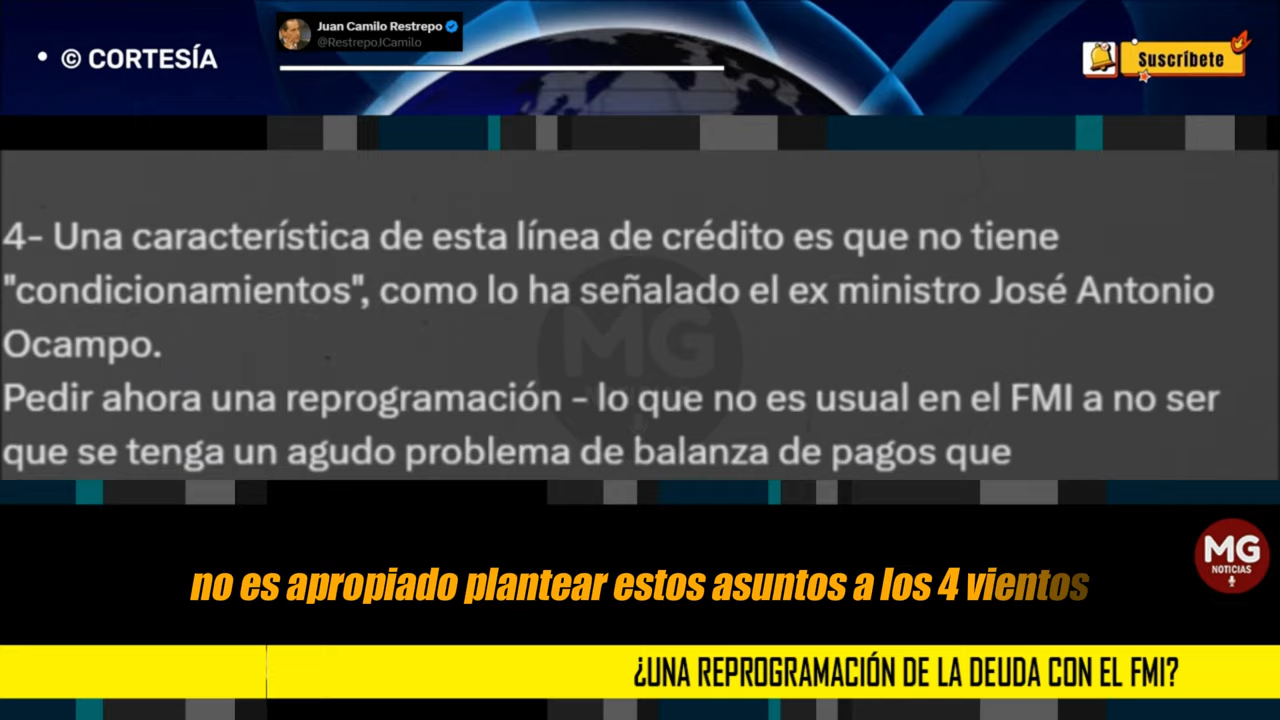 • © CORTESÍA
Juan Camilo Restrepo
@RestrepoJCamilo
Suscríbete
4- Una característica de esta línea de crédito es que no tiene
"condicionamientos", como lo ha señalado el ex ministro José Antonio
Ocampo.
Pedir ahora una reprogramación - lo que no es usual en el FMI a no ser
que se tenga un agudo problema de balanza de pagos que
MG
NOTICIAS
no es apropiado plantear estos asuntos a los 4 vientos
MG
NOTICIAS
¿UNA REPROGRAMACIÓN DE LA DEUDA CON EL FMI?